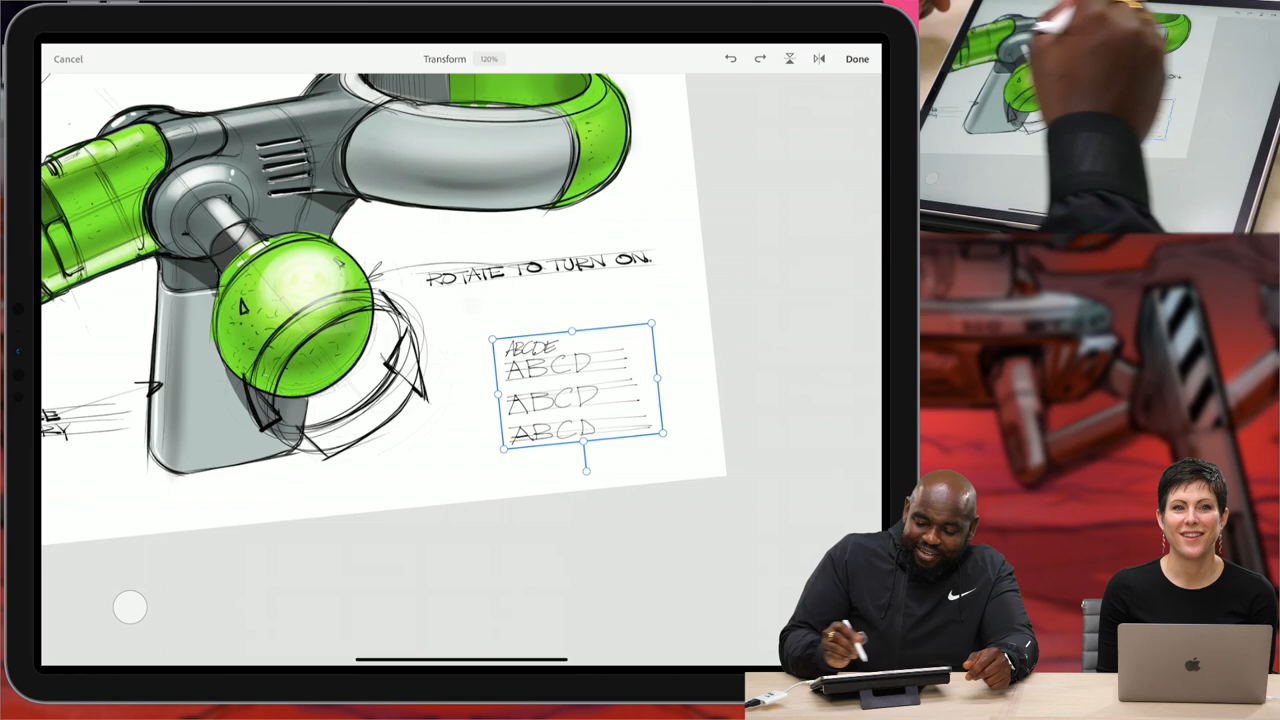 Cancel
Transform 120%
Done
ROTATE TO TURN ON.
ABCDE
ABCD
ABCD
ABCD